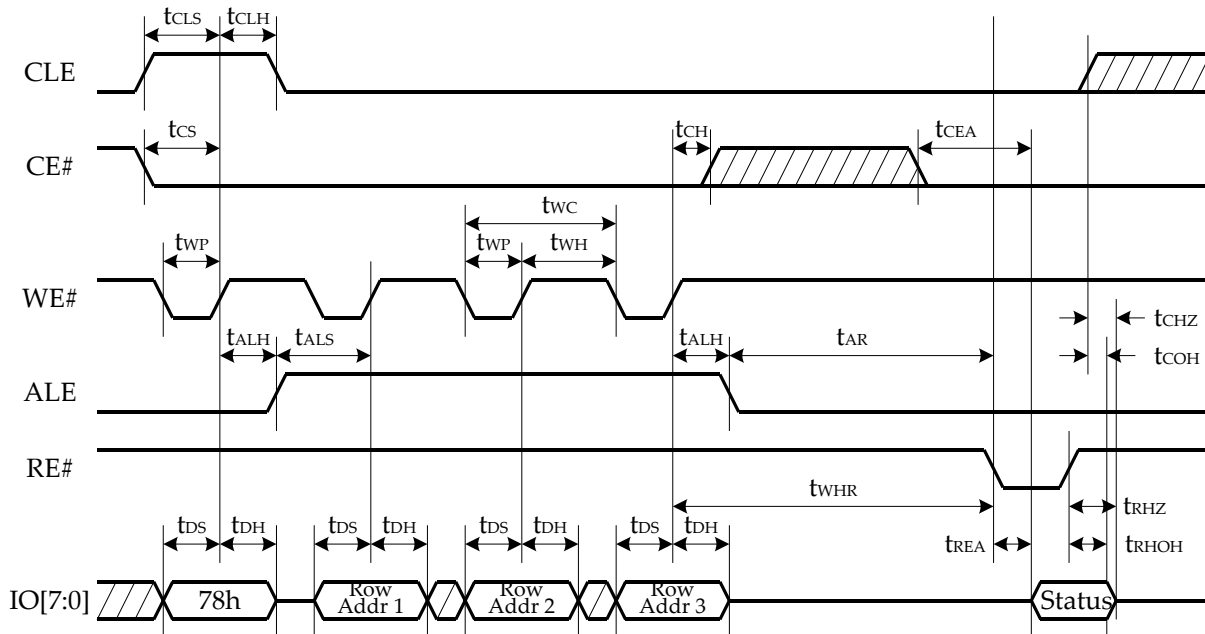 tCLS tCLH
CLE
tCS tCH tCEA
CE#
tWC
tWP tWP tWH
WE#
tCHZ
tALH tALS tALH tAR
tCOH
ALE
RE#
tWHR
tRHZ
tDS tDH tDS tDH tDS tDH tDS tDH
tREA tRHOH
IO[7:0] 78h Row Addr 1 Row Addr 2 Row Addr 3 Status